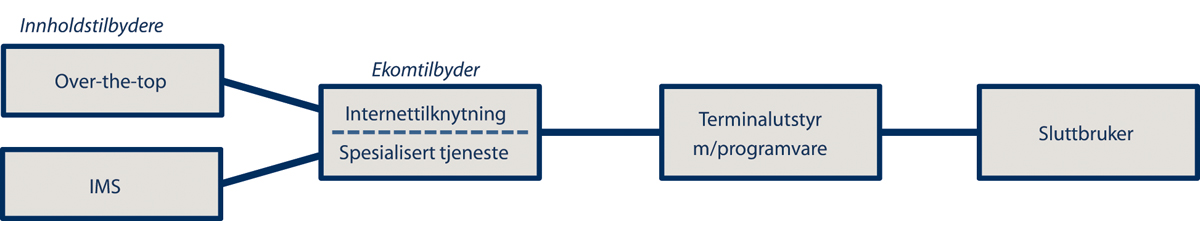 Innholdstilbydere
Over-the-top
IMS
Ekomtilbyder
Internettilknytning
Spesialisert tjeneste
Terminalutstyr
m/programvare
Sluttbruker